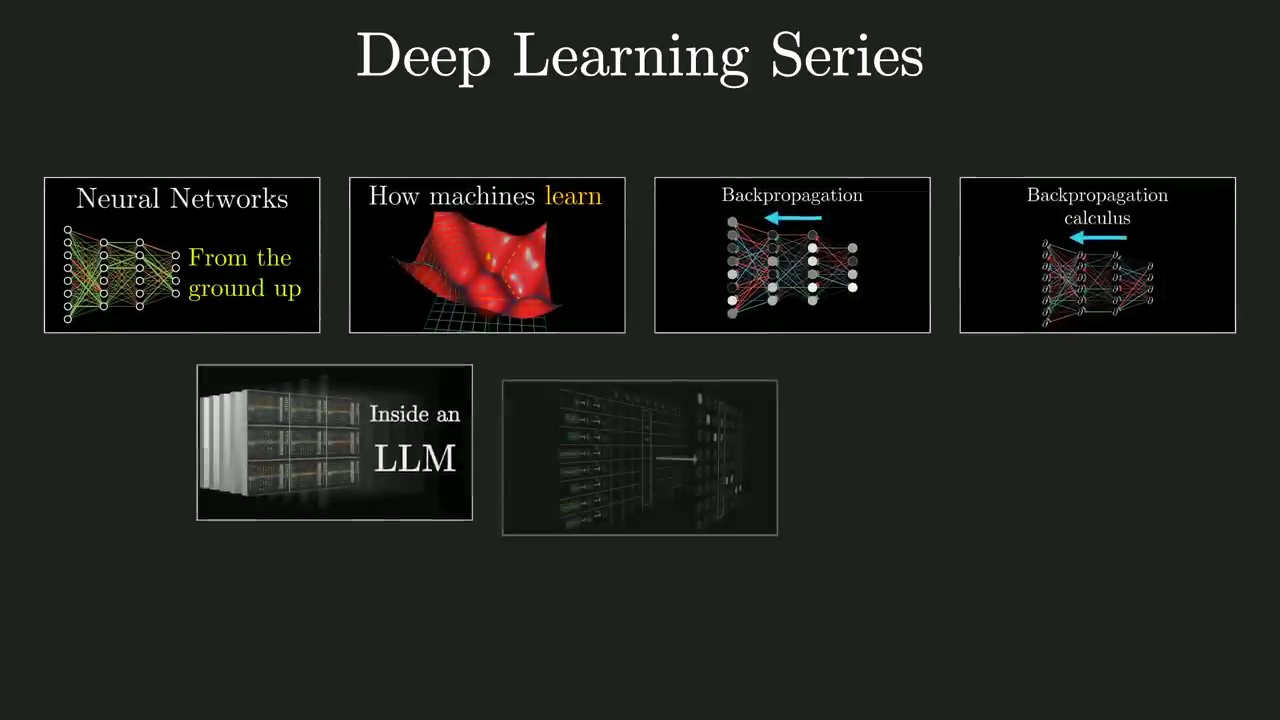 Deep Learning Series
Neural Networks
From the
ground up
How machines learn
Backpropagation
Backpropagation
calculus
Inside an
LLM